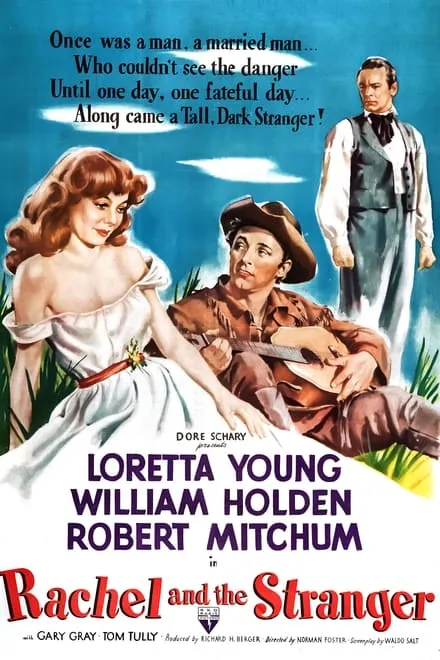 Once was a man, a married man...
Who couldn't see the danger
Until one day, one fateful day...
Along came a Tall, Dark Stranger!
DORE SCHARY
presents
LORETTA YOUNG
WILLIAM HOLDEN
ROBERT MITCHUM
in
Rachel and the Stranger
with GARY GRAY · TOM TULLY · Produced by RICHARD H. BERGER · Directed by NORMAN FOSTER · Screenplay by WALDO SALT